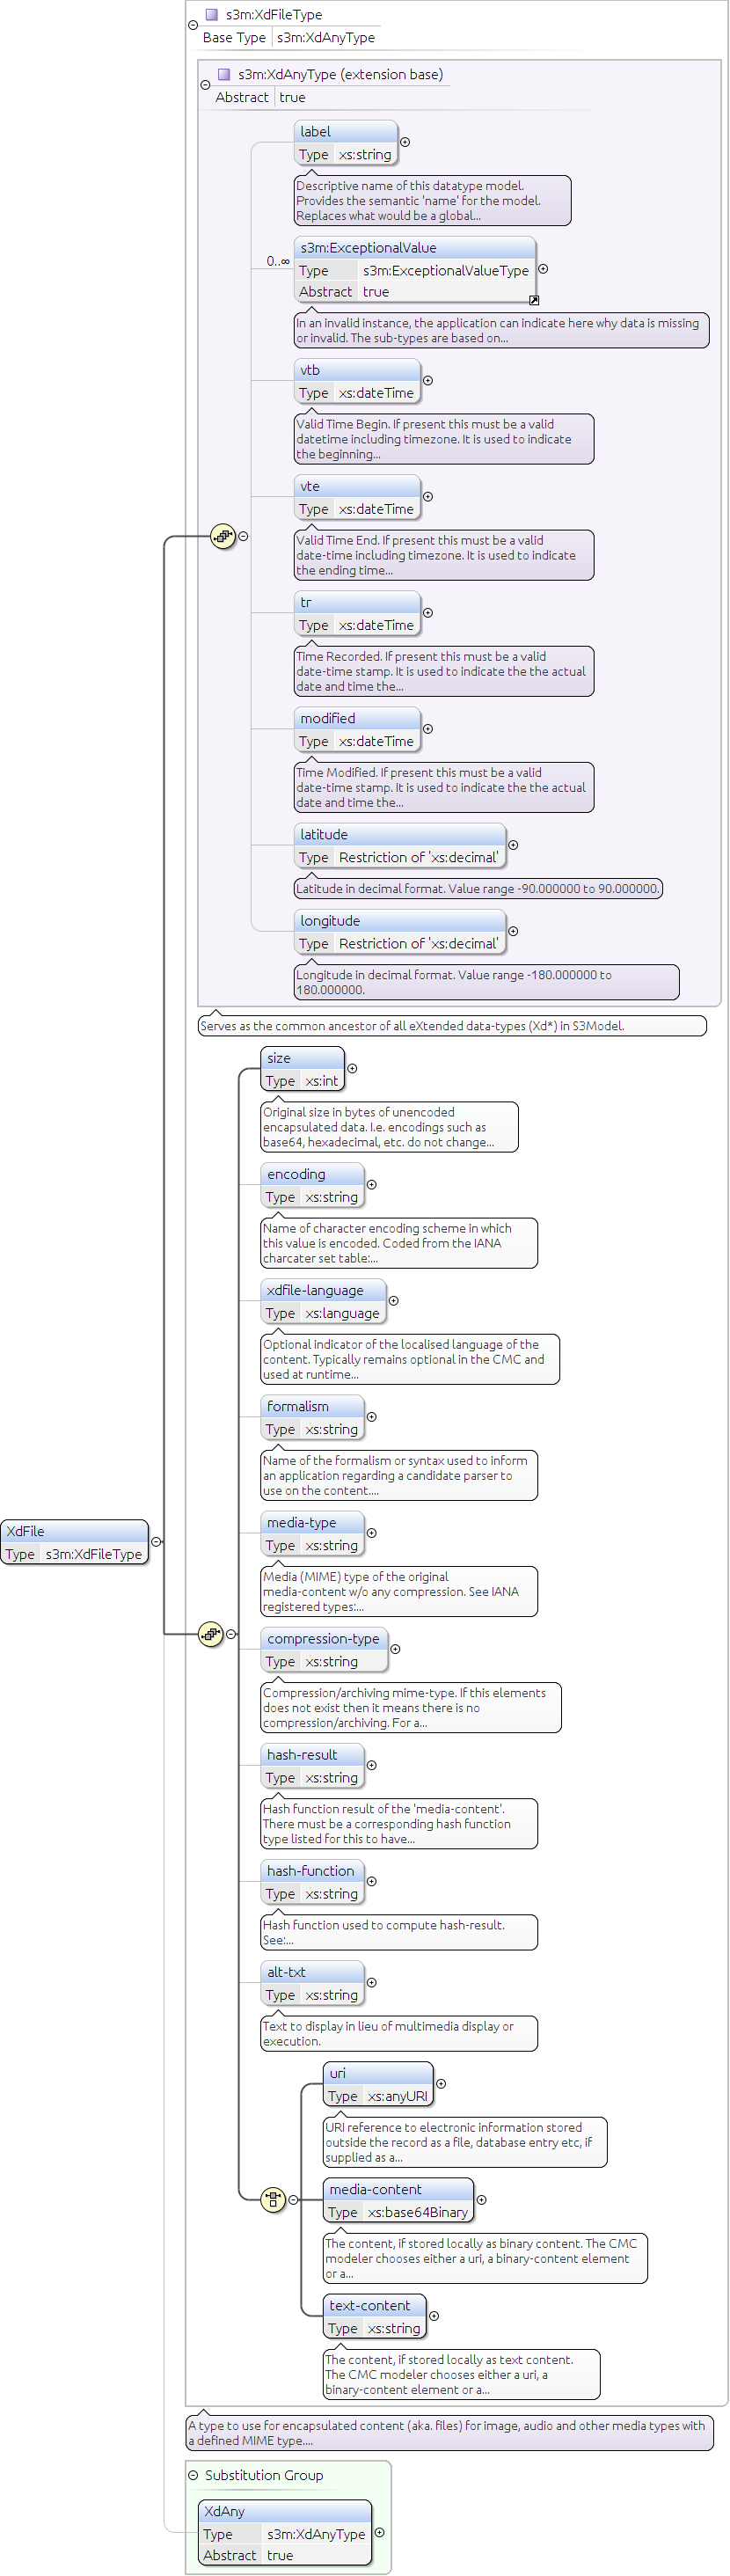 s3m:XdFileType
Base Type s3m:XdAnyType
s3m:XdAnyType (extension base)
Abstract true
label
Type xs:string
Descriptive name of this datatype model.
Provides the semantic 'name' for the model.
Replaces what would be a global...
0..∞
s3m:ExceptionalValue
Type s3m:ExceptionalValueType
Abstract true
In an invalid instance, the application can indicate here why data is missing
or invalid. The sub-types are based on...
vtb
Type xs:dateTime
Valid Time Begin. If present this must be a valid
datetime including timezone. It is used to indicate
the beginning...
vte
Type xs:dateTime
Valid Time End. If present this must be a valid
date-time including timezone. It is used to indicate
the ending time...
tr
Type xs:dateTime
Time Recorded. If present this must be a valid
date-time stamp. It is used to indicate the the actual
date and time the...
modified
Type xs:dateTime
Time Modified. If present this must be a valid
date-time stamp. It is used to indicate the the actual
date and time the...
latitude
Type Restriction of 'xs:decimal'
Latitude in decimal format. Value range -90.000000 to 90.000000.
longitude
Type Restriction of 'xs:decimal'
Longitude in decimal format. Value range -180.000000 to
180.000000.
Serves as the common ancestor of all eXtended data-types (Xd*) in S3Model.
size
Type xs:int
Original size in bytes of unencoded
encapsulated data. I.e. encodings such as
base64, hexadecimal, etc. do not change...
encoding
Type xs:string
Name of character encoding scheme in which
this value is encoded. Coded from the IANA
charcater set table:...
xdfile-language
Type xs:language
Optional indicator of the localised language of the
content. Typically remains optional in the CMC and
used at runtime...
formalism
Type xs:string
Name of the formalism or syntax used to inform
an application regarding a candidate parser to
use on the content....
media-type
Type xs:string
Media (MIME) type of the original
media-content w/o any compression. See IANA
registered types:...
XdFile
Type s3m:XdFileType
compression-type
Type xs:string
Compression/archiving mime-type. If this elements
does not exist then it means there is no
compression/archiving. For a...
hash-result
Type xs:string
Hash function result of the 'media-content'.
There must be a corresponding hash function
type listed for this to have...
hash-function
Type xs:string
Hash function used to compute hash-result.
See:...
alt-txt
Type xs:string
Text to display in lieu of multimedia display or
execution.
uri
Type xs:anyURI
URI reference to electronic information stored
outside the record as a file, database entry etc, if
supplied as a...
media-content
Type xs:base64Binary
The content, if stored locally as binary content. The CMC
modeler chooses either a uri, a binary-content element
or a...
text-content
Type xs:string
The content, if stored locally as text content.
The CMC modeler chooses either a uri, a
binary-content element or a...
A type to use for encapsulated content (aka. files) for image, audio and other media types with
a defined MIME type....
Substitution Group
XdAny
Type s3m:XdAnyType
Abstract true